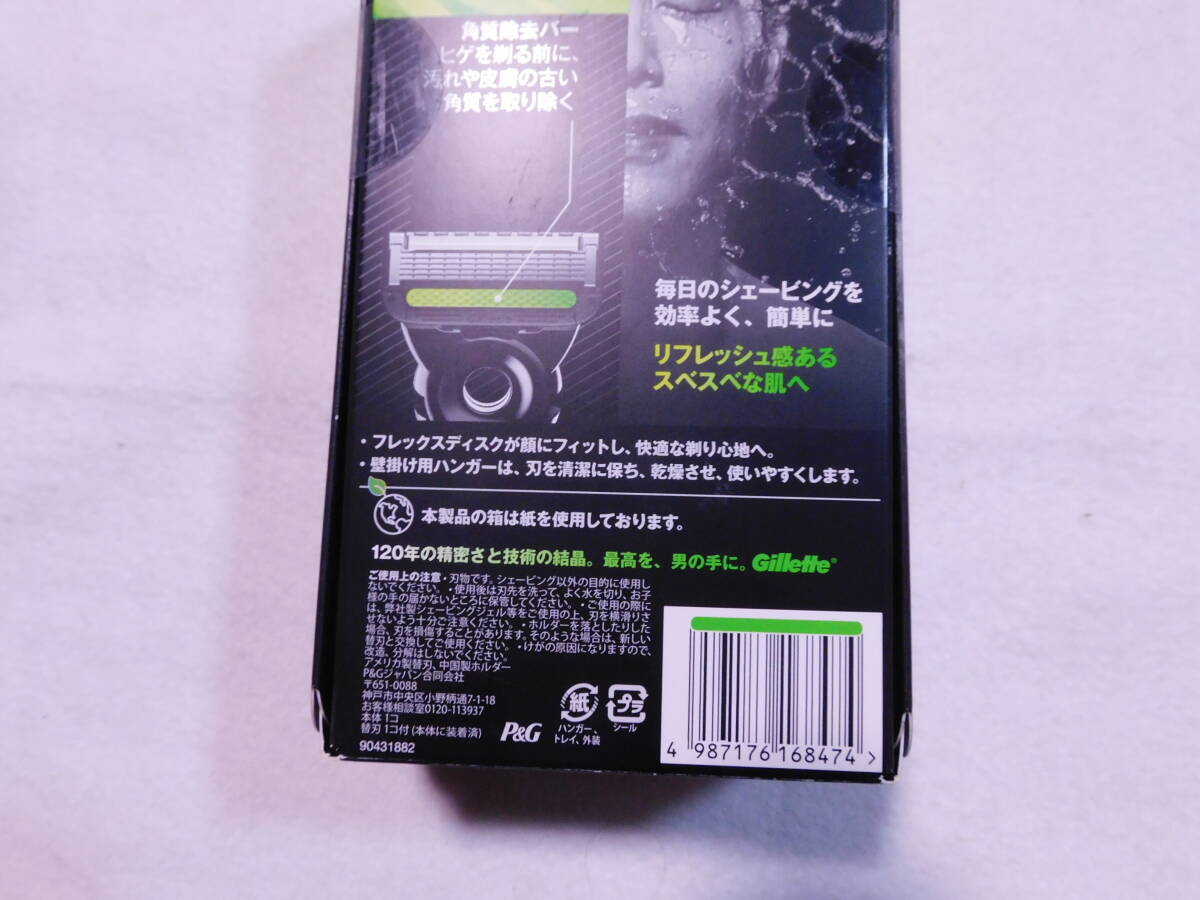 角質除去バー
ヒゲを剃る前に、
汚れや皮膚の古い
角質を取り除く
毎日のシェービングを
効率よく、簡単に
リフレッシュ感ある
スベスベな肌へ
・フレックスディスクが顔にフィットし、快適な剃り心地へ。
・壁掛け用ハンガーは、刃を清潔に保ち、乾燥させ、使いやすくします。
本製品の箱は紙を使用しております。
120年の精密さと技術の結晶。最高を、男の手に。Gillette®
ご使用上の注意・刃物です。シェービング以外の目的に使用し
ないでください。・使用後は刃先を洗って、よく水を切り、お子
様の手の届かないところに保管してください。・ご使用の際に
は、弊社製シェービングジェル等をご使用の上、刃を横滑りさ
せないよう十分ご注意ください。・ホルダーを落としたりした
場合、刃を損傷することがあります。そのような場合は、新しい
替刃と交換してご使用ください。・けがの原因になりますので、
改造、分解はしないでください。
アメリカ製替刃、中国製ホルダー
P&Gジャパン合同会社
〒651-0088
神戸市中央区小野柄通7-1-18
お客様相談室0120-113937
本体 1コ
替刃 1コ付 (本体に装着済)
90431882
P&G
紙
ハンガー、
トレイ、外装
プラ
シール
4 987176 168474 >